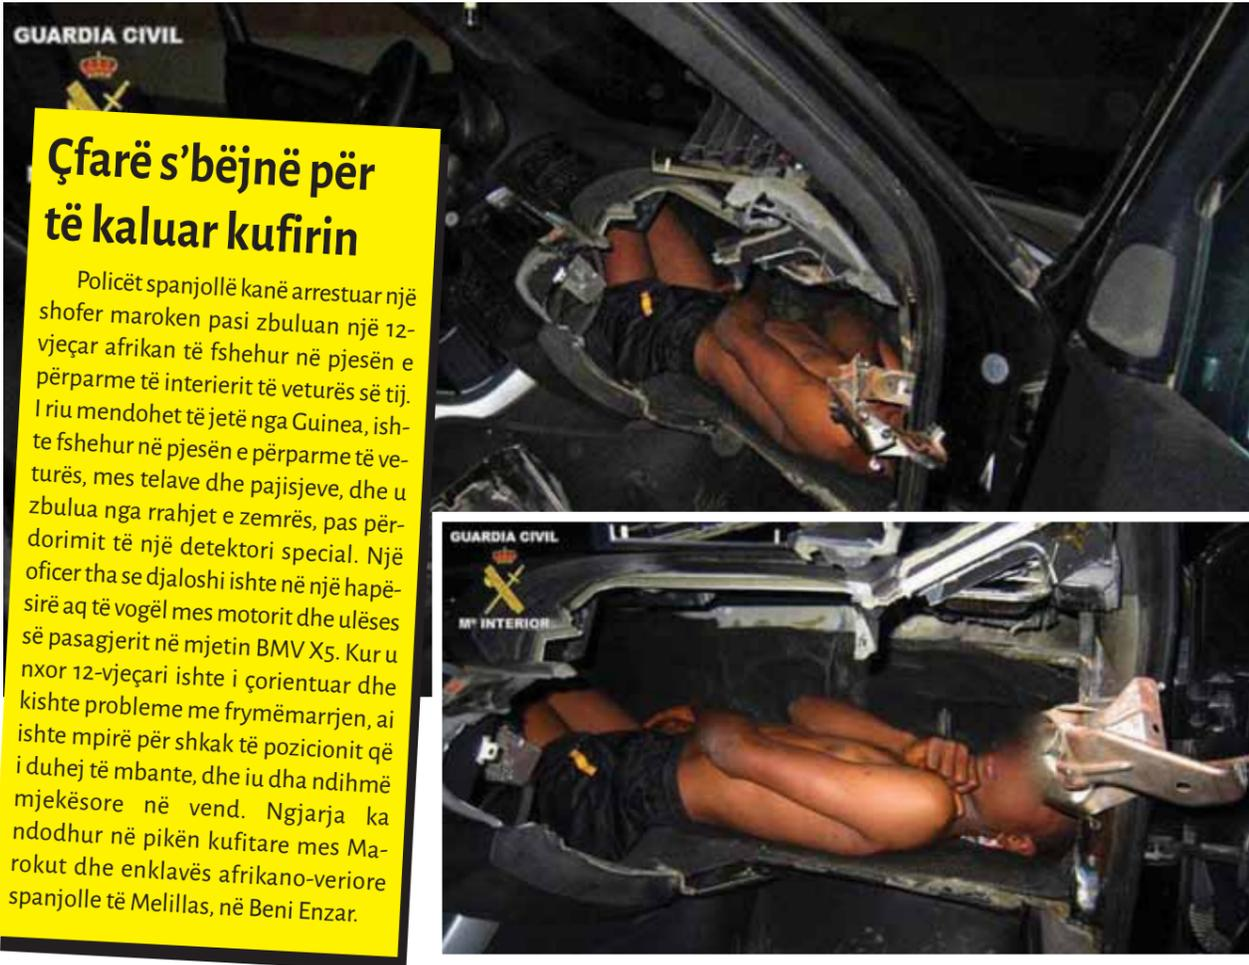 GUARDIA CIVIL
Çfarë s’bëjnë për
të kaluar kufirin
Policët spanjollë kanë arrestuar një
shofer maroken pasi zbuluan një 12-
vjeçar afrikan të fshehur në pjesën e
përparme të interierit të veturës së tij.
I riu mendohet të jetë nga Guinea, ish-
te fshehur në pjesën e përparme të ve-
turës, mes telave dhe pajisjeve, dhe u
zbulua nga rrahjet e zemrës, pas për-
dorimit të një detektori special. Një
oficer tha se djaloshi ishte në një hapë-
sirë aq të vogël mes motorit dhe ulëses
së pasagjerit në mjetin BMV X5. Kur u
nxor 12-vjeçari ishte i çorientuar dhe
kishte probleme me frymëmarrjen, ai
ishte mpirë për shkak të pozicionit që
i duhej të mbante, dhe iu dha ndihmë
mjekësore në vend. Ngjarja ka
ndodhur në pikën kufitare mes Ma-
rokut dhe enklavës afrikano-veriore
spanjolle të Melillas, në Beni Enzar.
GUARDIA CIVIL
Mº INTERIOR